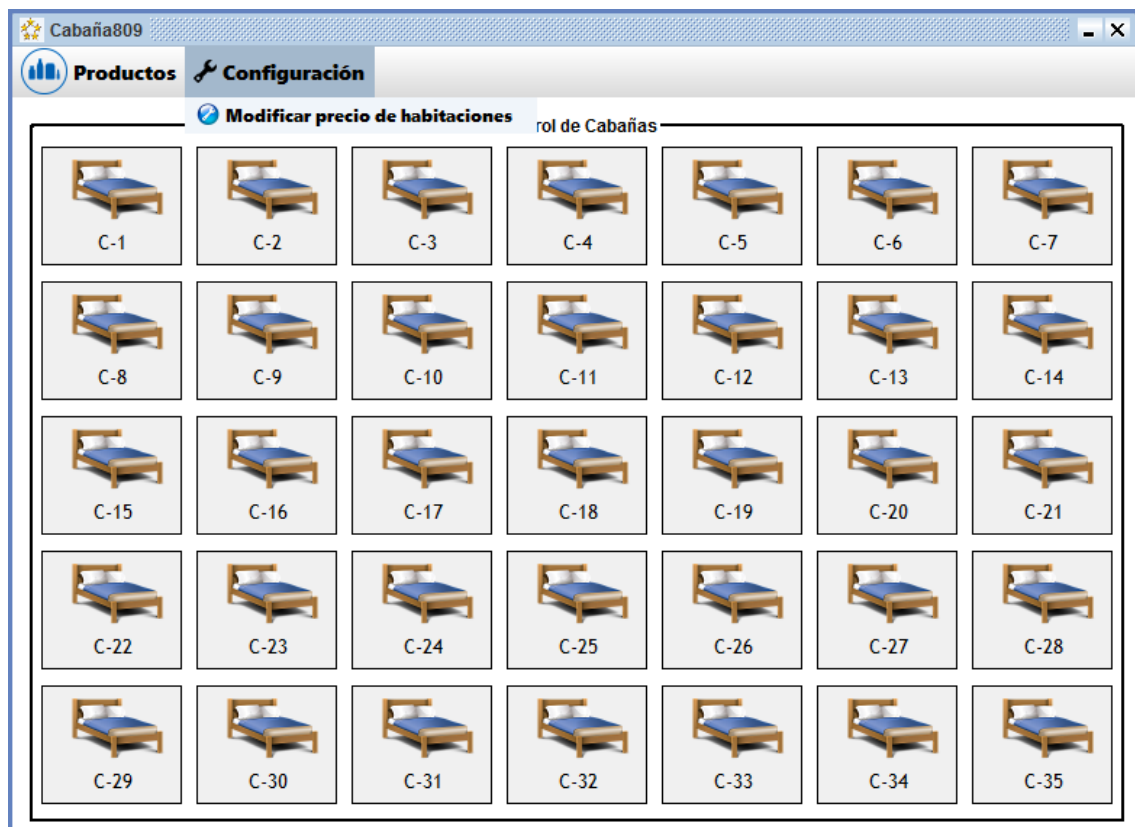 Cabaña809
Productos Configuración
Modificar precio de habitaciones
rol de Cabañas
C-1 C-2 C-3 C-4 C-5 C-6 C-7
C-8 C-9 C-10 C-11 C-12 C-13 C-14
C-15 C-16 C-17 C-18 C-19 C-20 C-21
C-22 C-23 C-24 C-25 C-26 C-27 C-28
C-29 C-30 C-31 C-32 C-33 C-34 C-35